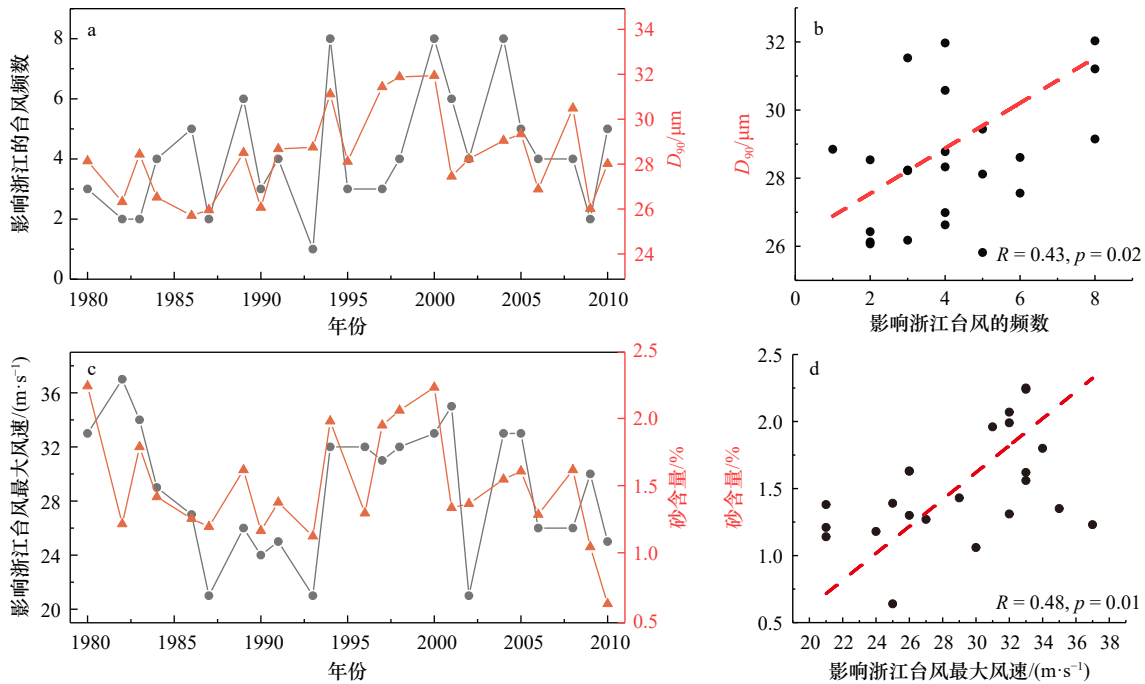 a
影响浙江的台风频数
8
6
4
2
0
34
32
30
28
26
24
D₉₀/μm
1980 1985 1990 1995 2000 2005 2010
年份
b
D₉₀/μm
32
30
28
26
R = 0.43, p = 0.02
0 2 4 6 8
影响浙江台风的频数
c
影响浙江台风最大风速/(m·s⁻¹)
36
32
28
24
20
2.5
2.0
1.5
1.0
0.5
砂含量/%
1980 1985 1990 1995 2000 2005 2010
年份
d
砂含量/%
2.5
2.0
1.5
1.0
0.5
R = 0.48, p = 0.01
20 22 24 26 28 30 32 34 36 38
影响浙江台风最大风速/(m·s⁻¹)